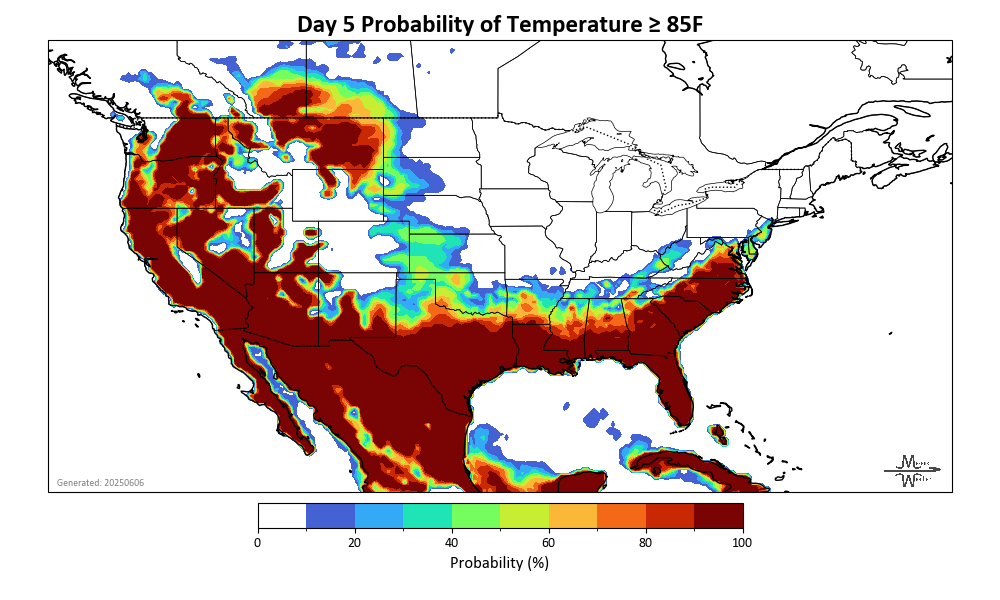 Day 5 Probability of Temperature ≥ 85F
Generated: 20250606
0 20 40 60 80 100
Probability (%)